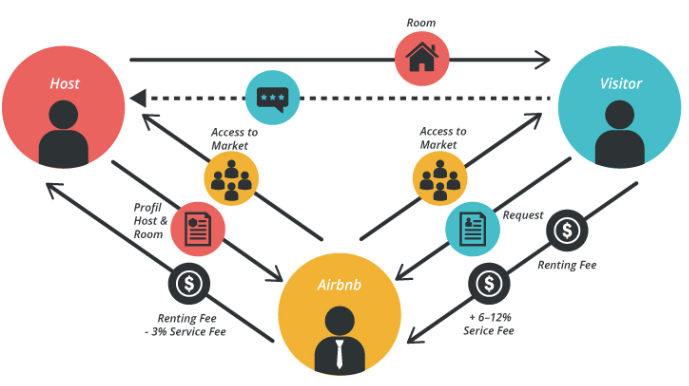 Room
Host
Visitor
Access to
Market
Access to
Market
Profil
Host &
Room
Request
Renting Fee
Airbnb
Renting Fee
- 3% Service Fee
+ 6–12%
Serice Fee